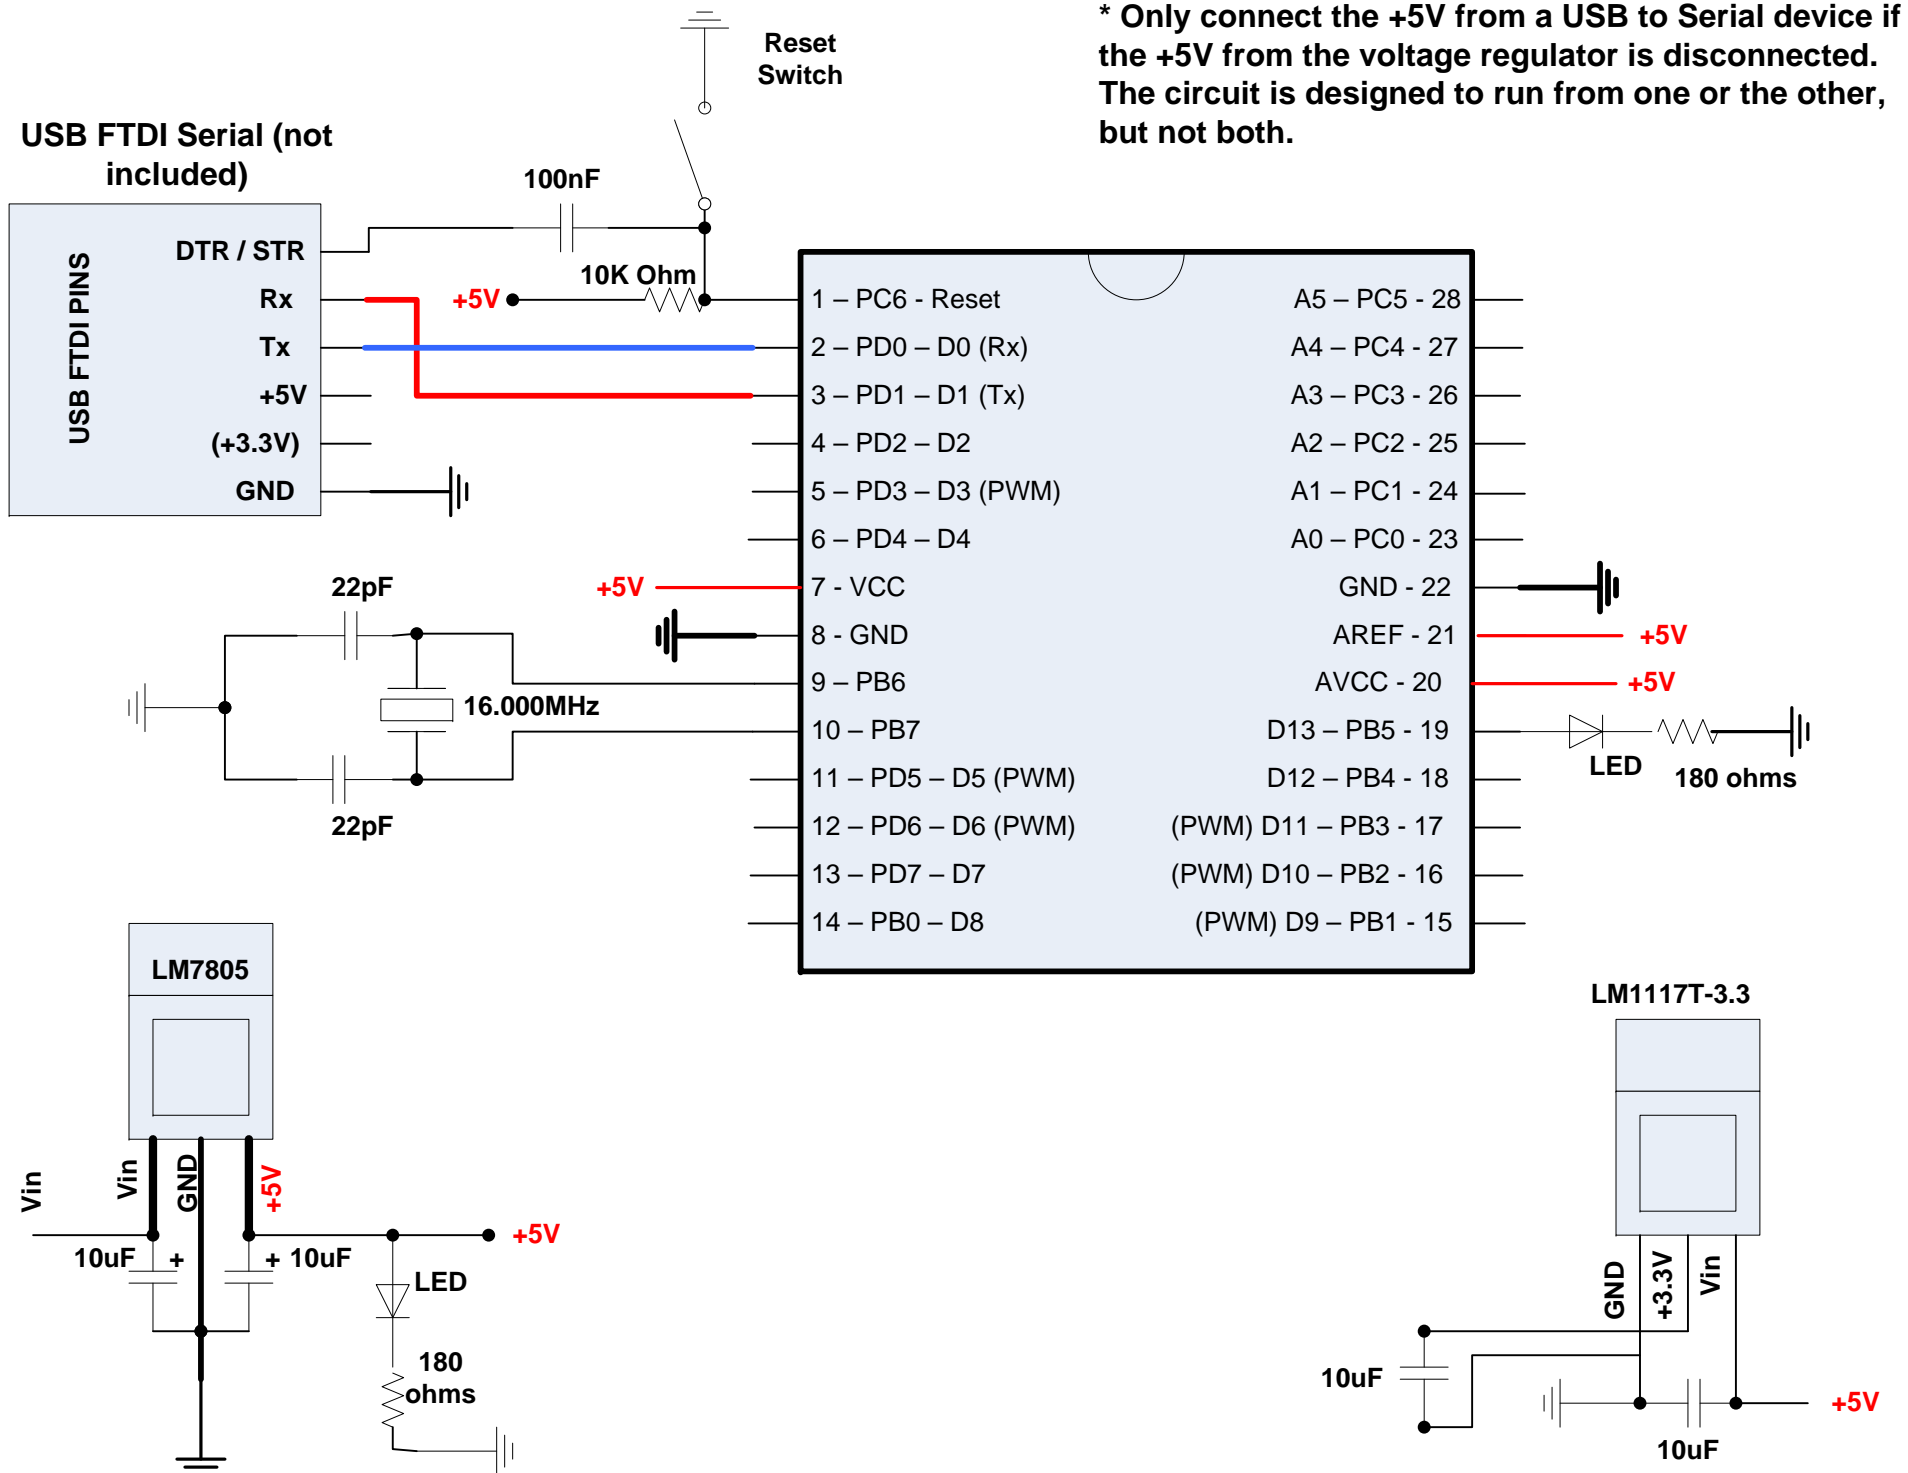 * Only connect the +5V from a USB to Serial device if
the +5V from the voltage regulator is disconnected.
The circuit is designed to run from one or the other,
but not both.
Reset
Switch
USB FTDI Serial (not
included)
100nF
USB FTDI PINS
DTR / STR
Rx
Tx
+5V
(+3.3V)
GND
10K Ohm
+5V
1 – PC6 - Reset
2 – PD0 – D0 (Rx)
3 – PD1 – D1 (Tx)
4 – PD2 – D2
5 – PD3 – D3 (PWM)
6 – PD4 – D4
7 - VCC
8 - GND
9 – PB6
10 – PB7
11 – PD5 – D5 (PWM)
12 – PD6 – D6 (PWM)
13 – PD7 – D7
14 – PB0 – D8
A5 – PC5 - 28
A4 – PC4 - 27
A3 – PC3 - 26
A2 – PC2 - 25
A1 – PC1 - 24
A0 – PC0 - 23
GND - 22
AREF - 21
AVCC - 20
D13 – PB5 - 19
D12 – PB4 - 18
(PWM) D11 – PB3 - 17
(PWM) D10 – PB2 - 16
(PWM) D9 – PB1 - 15
+5V
+5V
+5V
LED
180 ohms
22pF
16.000MHz
22pF
LM7805
Vin
Vin
GND
+5V
10uF
+
+
10uF
+5V
LED
180
ohms
LM1117T-3.3
GND
+3.3V
Vin
10uF
+5V
10uF